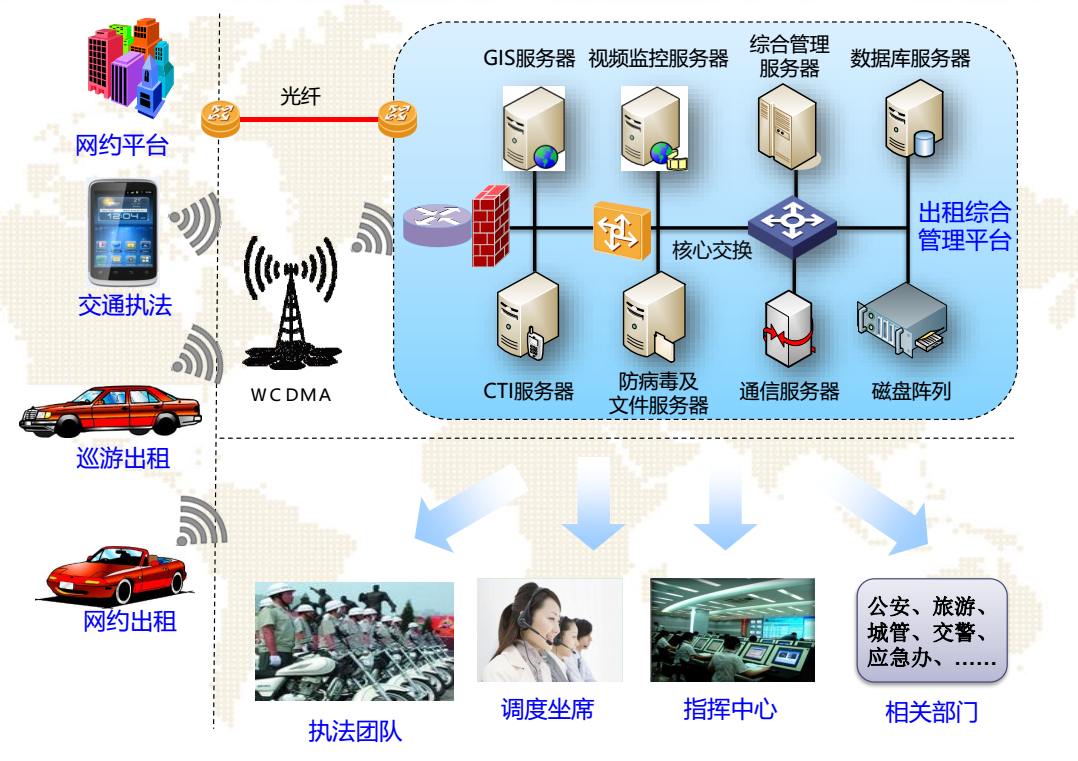 GIS服务器
视频监控服务器
综合管理
服务器
数据库服务器
网约平台
光纤
出租综合
管理平台
核心交换
交通执法
WCDMA
CTI服务器
防病毒及
文件服务器
通信服务器
磁盘阵列
巡游出租
网约出租
公安、旅游、
城管、交警、
应急办、……
执法团队
调度坐席
指挥中心
相关部门